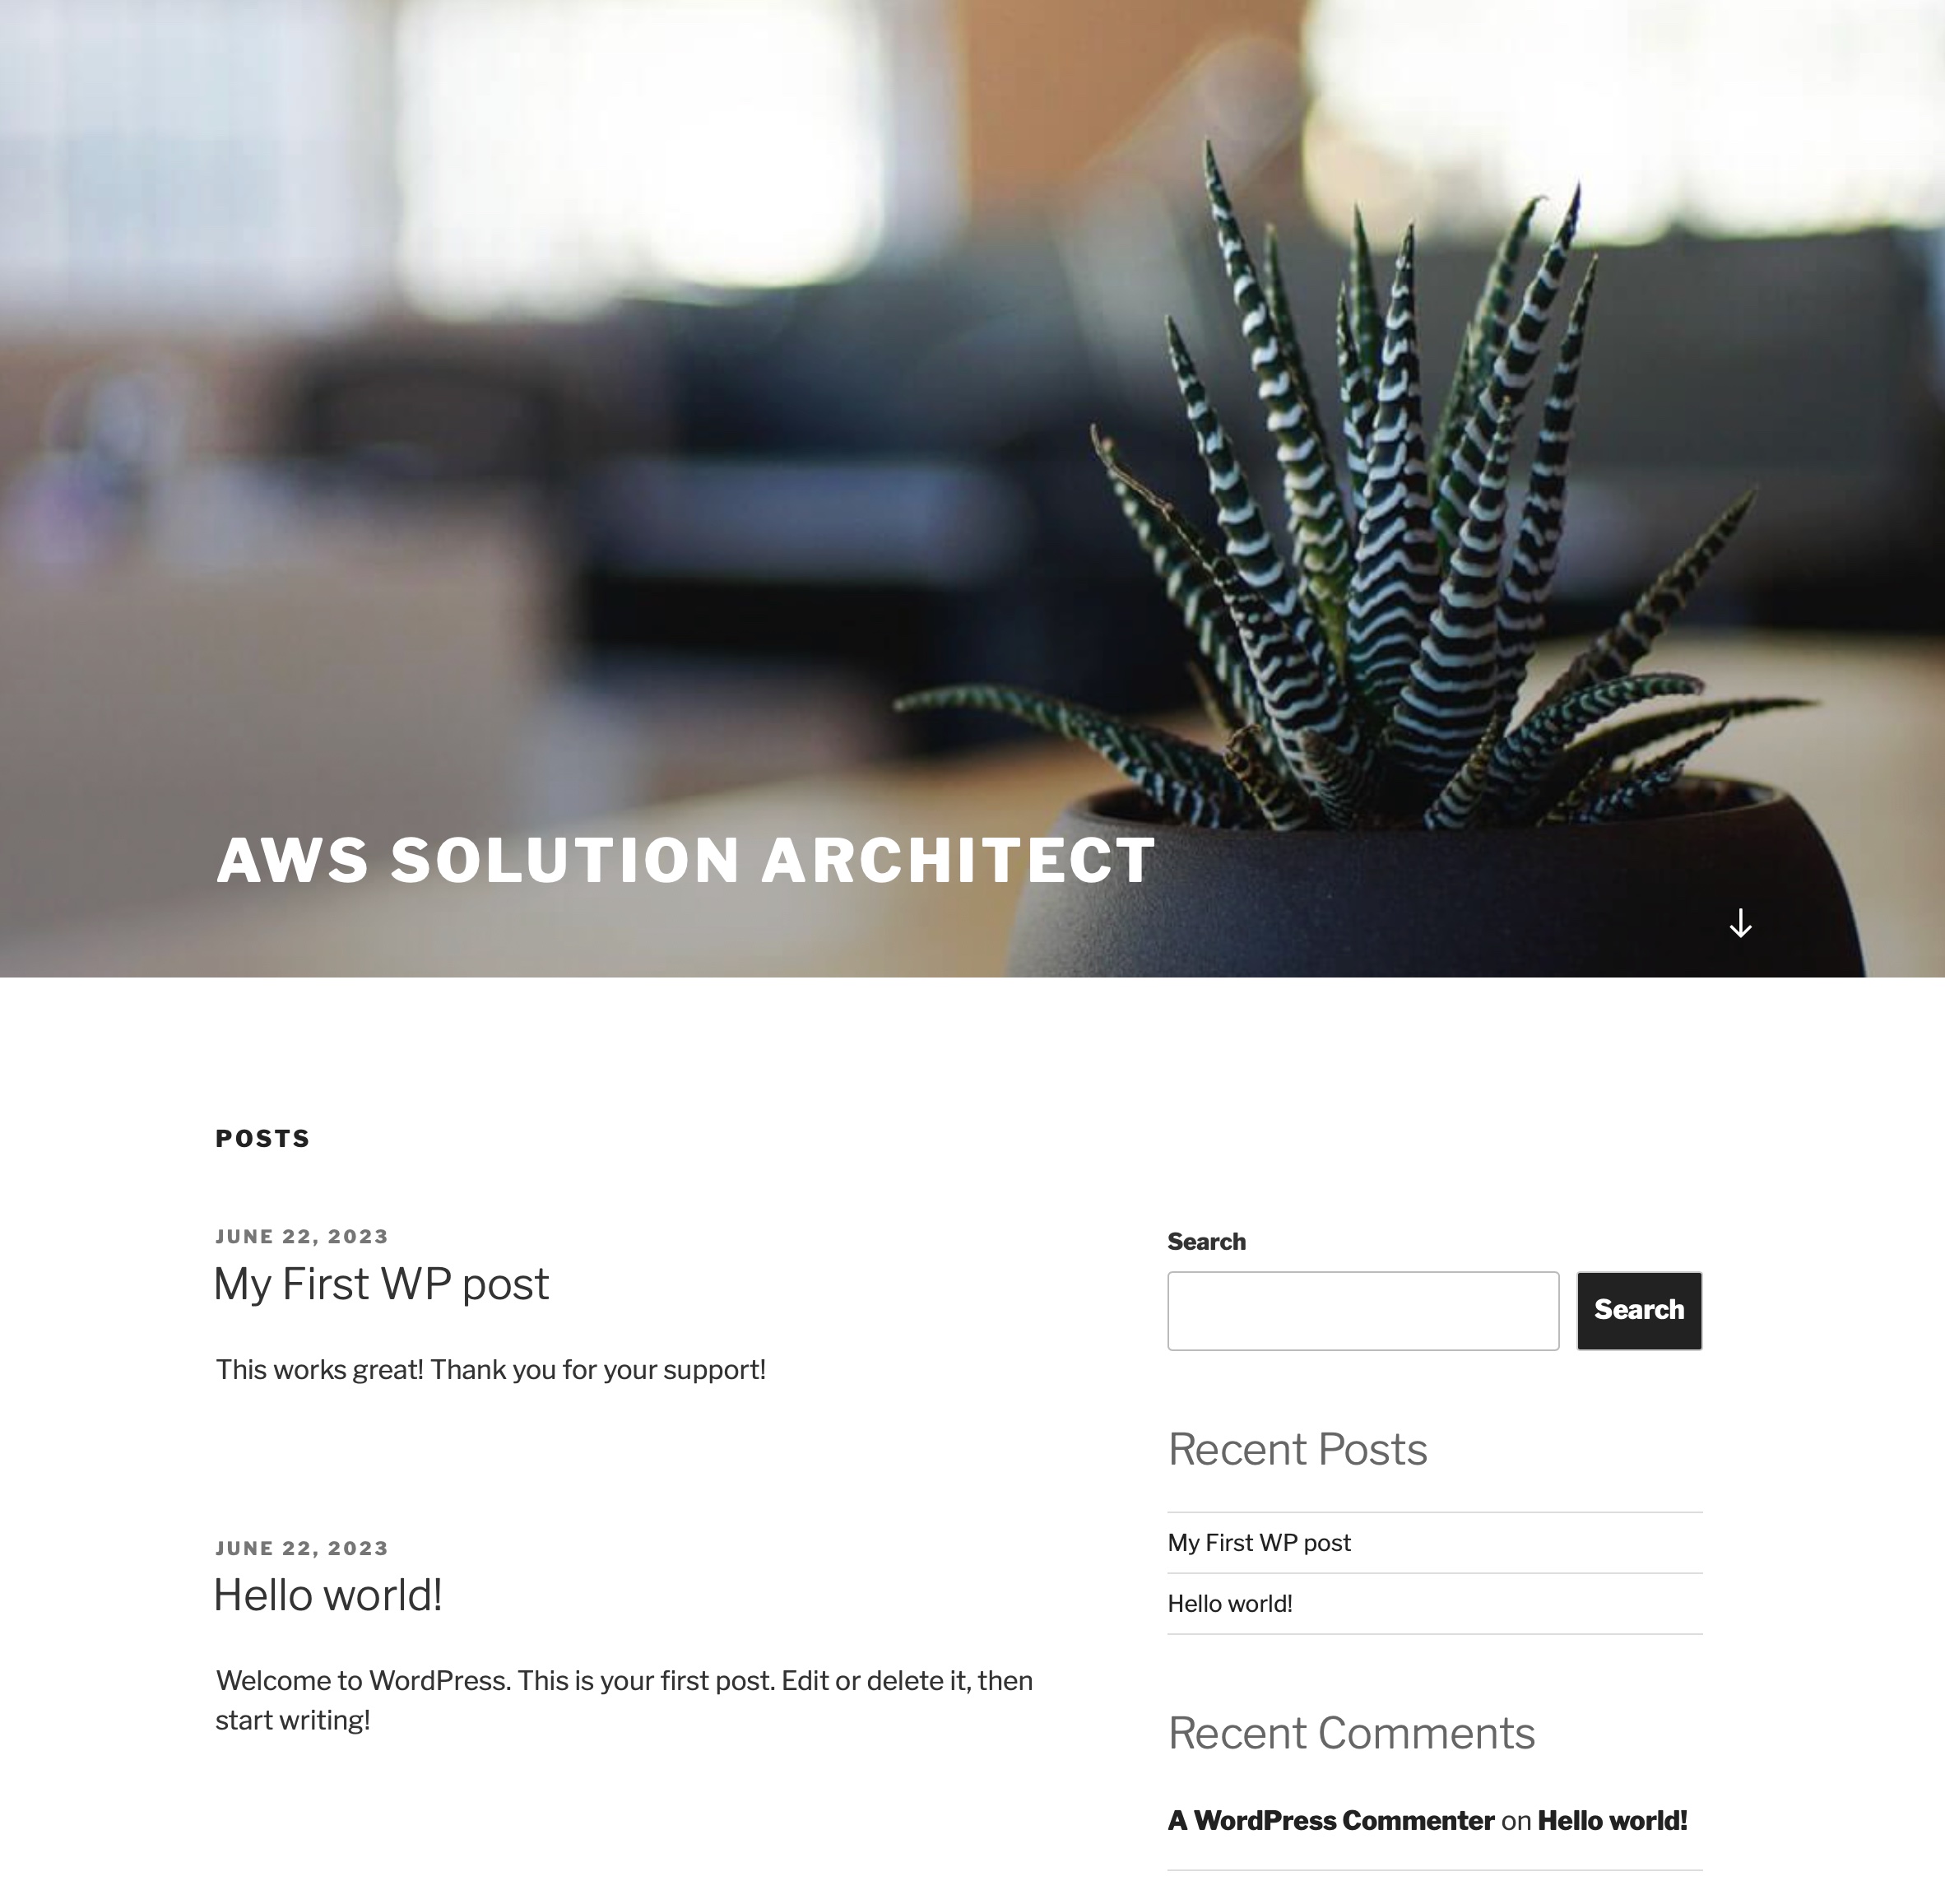 AWS SOLUTION ARCHITECT
POSTS
JUNE 22, 2023
My First WP post
This works great! Thank you for your support!
JUNE 22, 2023
Hello world!
Welcome to WordPress. This is your first post. Edit or delete it, then
start writing!
Search
Search
Recent Posts
My First WP post
Hello world!
Recent Comments
A WordPress Commenter on Hello world!